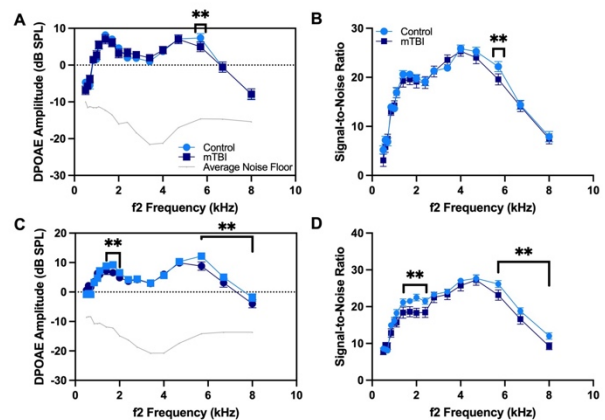 A
DPOAE Amplitiude (dB SPL)
20
10
0
-10
-20
-30
**
Control
mTBI
Average Noise Floor
0 2 4 6 8 10
f2 Frequency (kHz)
B
Signal-to-Noise Ratio
40
30
20
10
0
**
Control
mTBI
0 2 4 6 8 10
f2 Frequency (kHz)
C
DPOAE Amplitiude (dB SPL)
20
10
0
-10
-20
-30
** **
0 2 4 6 8 10
f2 Frequency (kHz)
D
Signal-to-Noise Ratio
40
30
20
10
0
** **
0 2 4 6 8 10
f2 Frequency (kHz)